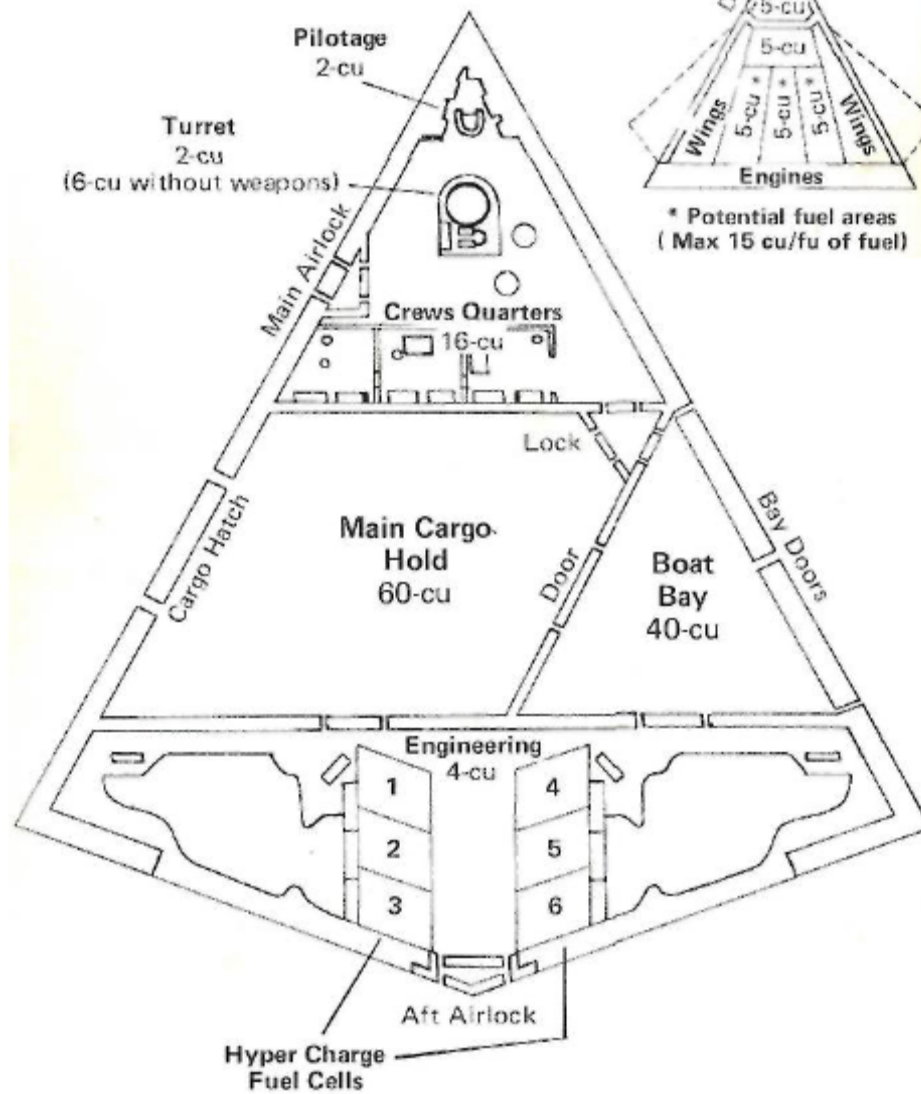 Pilotage
2-cu
Turret
2-cu
(6-cu without weapons)
Main Airlock
Crews Quarters
16-cu
Lock
Cargo Hatch
Main Cargo
Hold
60-cu
Door
Boat
Bay
40-cu
Bay Doors
Engineering
4-cu
1
2
3
4
5
6
Aft Airlock
Hyper Charge
Fuel Cells
5-cu
5-cu
Wings
5-cu *
5-cu *
5-cu *
Wings
Engines
* Potential fuel areas
( Max 15 cu/fu of fuel)